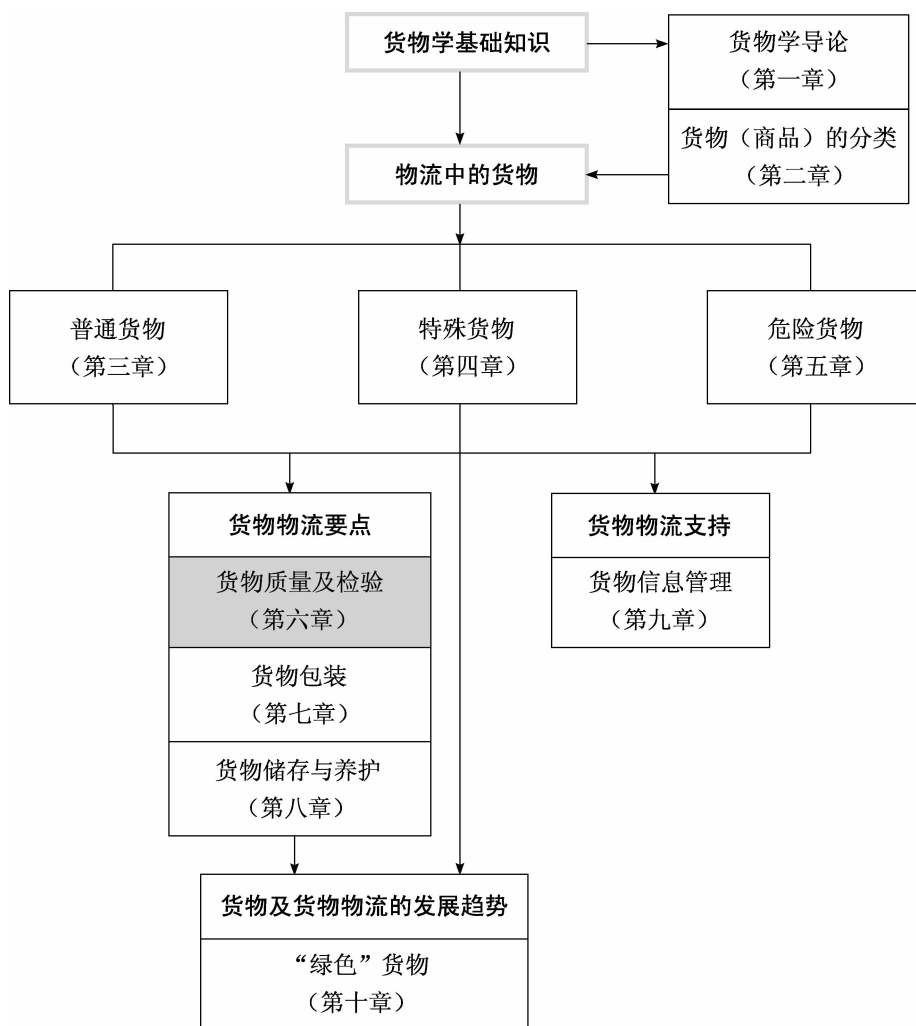 货物学基础知识
货物学导论
（第一章）
货物（商品）的分类
（第二章）
物流中的货物
普通货物
（第三章）
特殊货物
（第四章）
危险货物
（第五章）
货物物流要点
货物质量及检验
（第六章）
货物包装
（第七章）
货物储存与养护
（第八章）
货物物流支持
货物信息管理
（第九章）
货物及货物物流的发展趋势
“绿色”货物
（第十章）